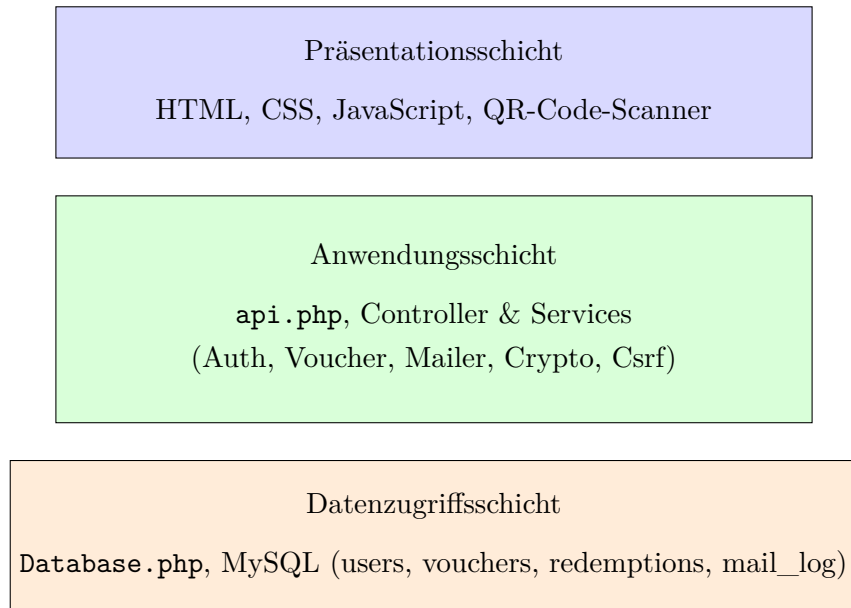 Präsentationsschicht
HTML, CSS, JavaScript, QR-Code-Scanner
Anwendungsschicht
api.php, Controller & Services
(Auth, Voucher, Mailer, Crypto, Csrf)
Datenzugriffsschicht
Database.php, MySQL (users, vouchers, redemptions, mail_log)